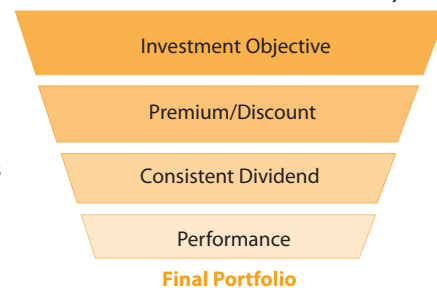 Investment Objective
Premium/Discount
Consistent Dividend
Performance
Final Portfolio